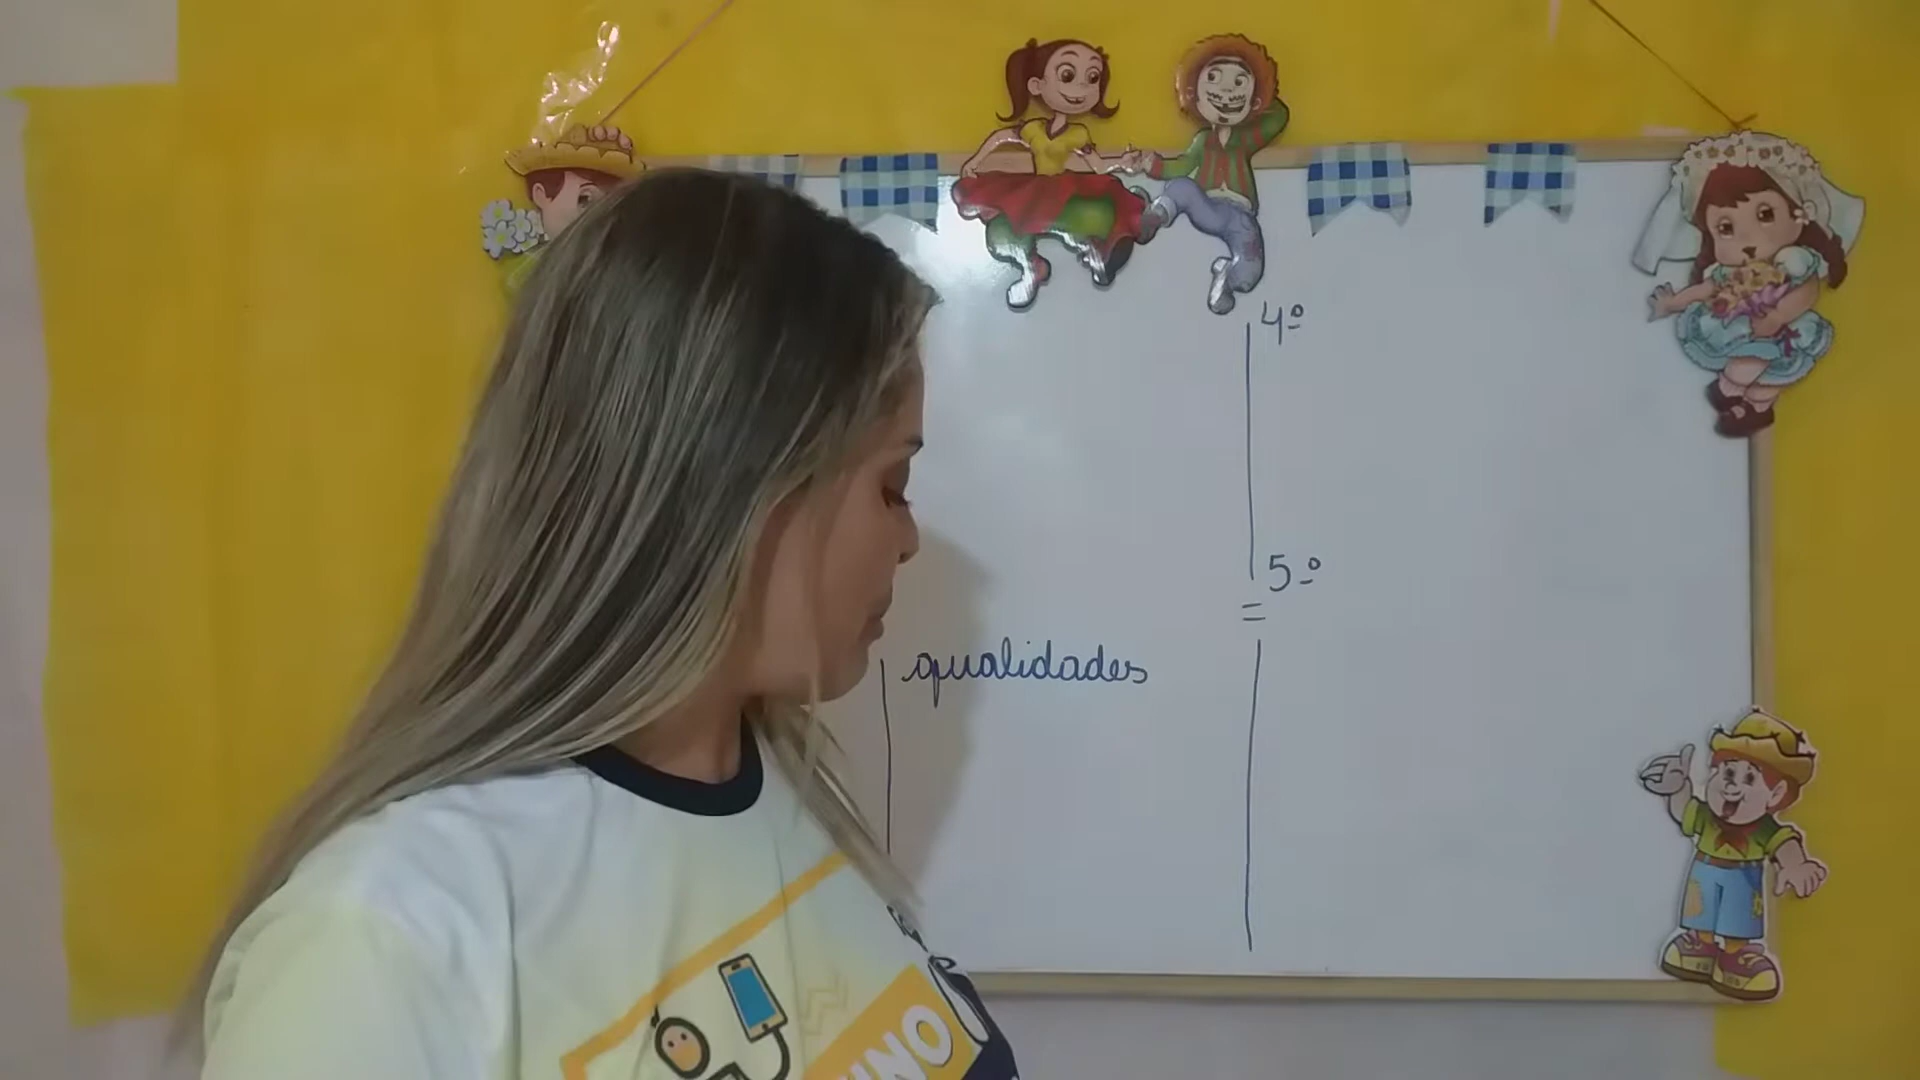 4º
5º
=
qualidades